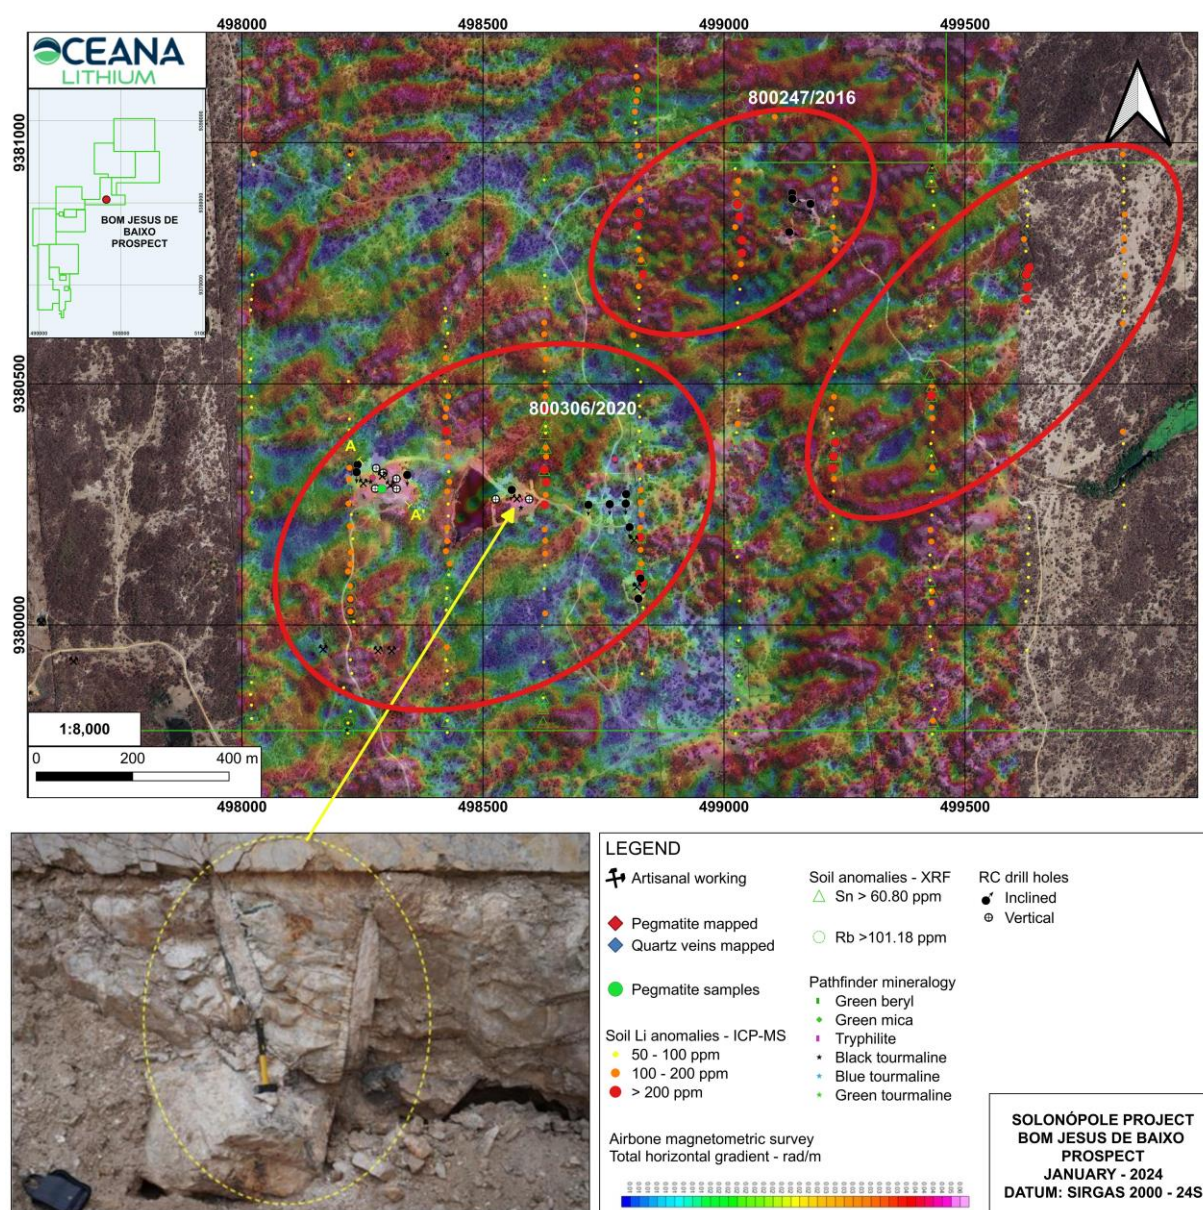 498000 498500 499000 499500
OCEANA
LITHIUM
BOM JESUS DE
BAIXO
PROSPECT
9381000
9380500
9380000
800247/2016
800306/2020
A
A'
1:8,000
0 200 400 m
498000 498500 499000 499500
LEGEND
Artisanal working
Pegmatite mapped
Quartz veins mapped
Pegmatite samples
Soil Li anomalies - ICP-MS
50 - 100 ppm
100 - 200 ppm
> 200 ppm
Airbone magnetometric survey
Total horizontal gradient - rad/m
Soil anomalies - XRF
Sn > 60.80 ppm
Rb >101.18 ppm
Pathfinder mineralogy
Green beryl
Green mica
Tryphilite
Black tourmaline
Blue tourmaline
Green tourmaline
RC drill holes
Inclined
Vertical
SOLONÓPOLE PROJECT
BOM JESUS DE BAIXO
PROSPECT
JANUARY - 2024
DATUM: SIRGAS 2000 - 24S